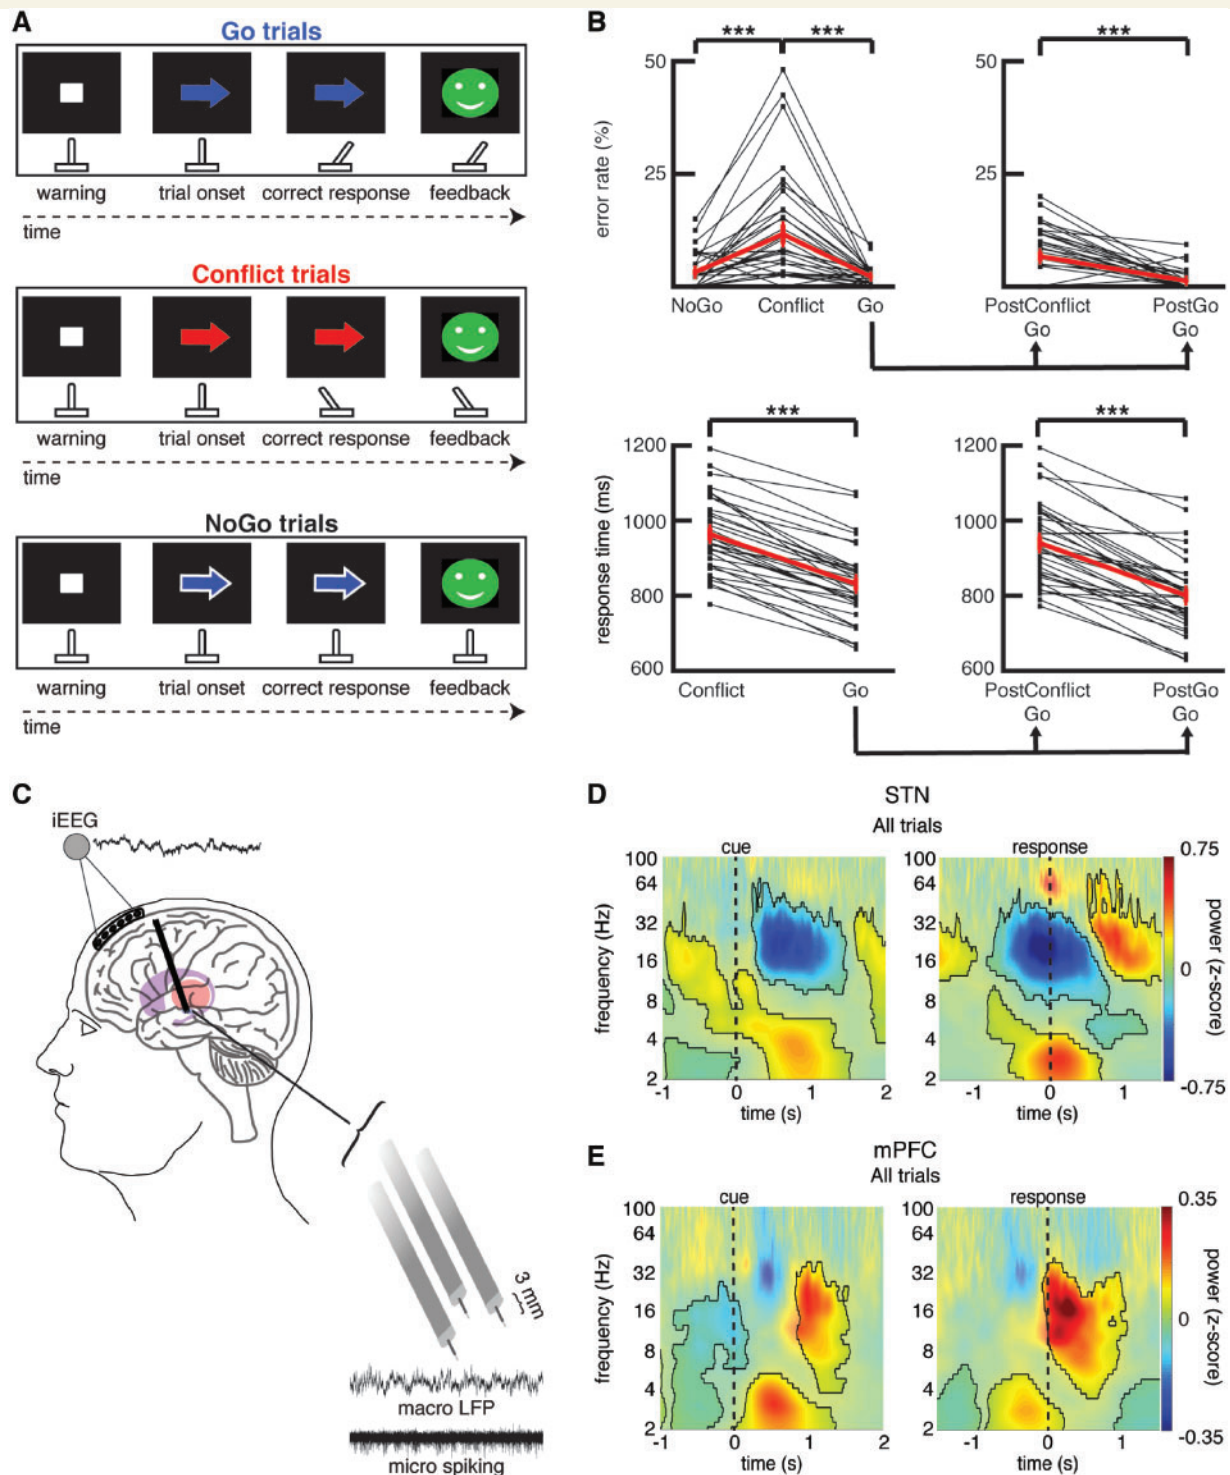 A
Go trials
warning trial onset correct response feedback
time
Conflict trials
warning trial onset correct response feedback
time
NoGo trials
warning trial onset correct response feedback
time
B
*** ***
50
25
error rate (%)
NoGo Conflict Go
***
50
25
PostConflict PostGo
Go Go
***
1200
1000
800
600
response time (ms)
Conflict Go
***
1200
1000
800
600
PostConflict PostGo
Go Go
C
iEEG
3 mm
macro LFP
micro spiking
D
STN
All trials
cue
100
64
32
16
8
4
2
frequency (Hz)
-1 0 1 2
time (s)
response
100
64
32
16
8
4
2
-1 0 1
time (s)
0.75
0
-0.75
power (z-score)
E
mPFC
All trials
cue
100
64
32
16
8
4
2
frequency (Hz)
-1 0 1 2
time (s)
response
100
64
32
16
8
4
2
-1 0 1
time (s)
0.35
0
-0.35
power (z-score)